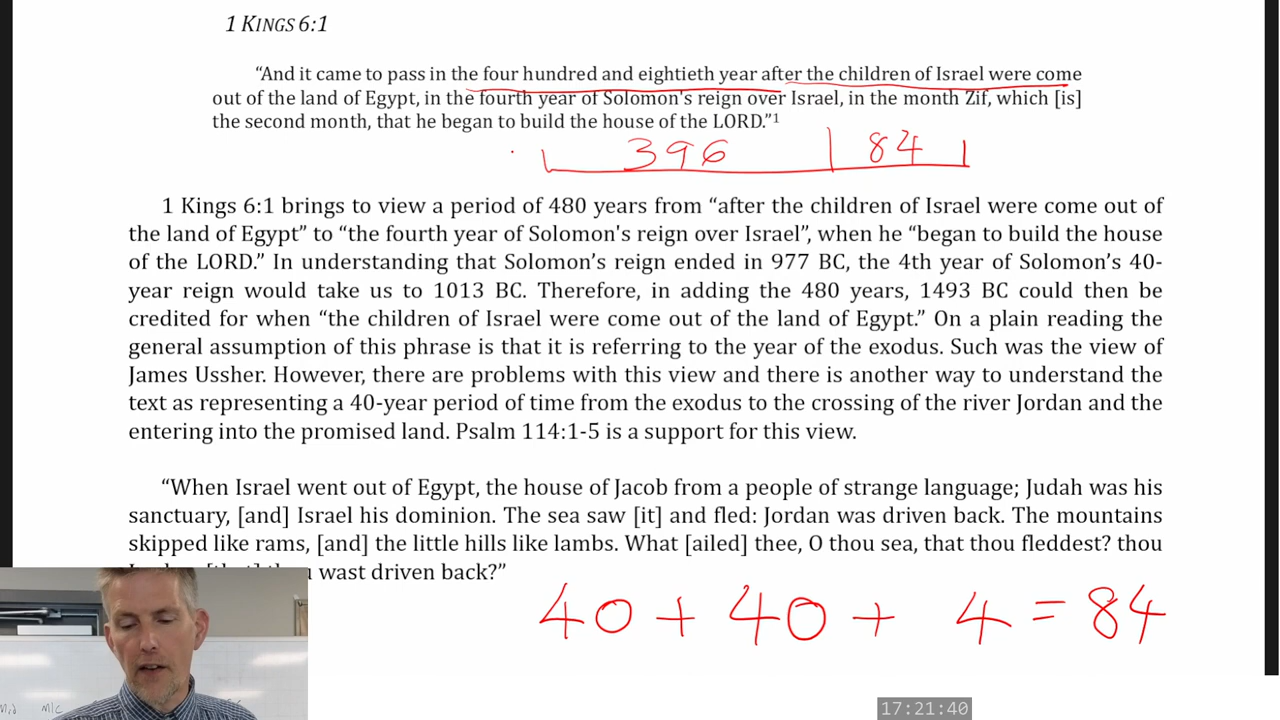 1 KINGS 6:1
“And it came to pass in the four hundred and eightieth year after the children of Israel were come
out of the land of Egypt, in the fourth year of Solomon's reign over Israel, in the month Zif, which [is]
the second month, that he began to build the house of the LORD.”¹
396 84
1 Kings 6:1 brings to view a period of 480 years from “after the children of Israel were come out of
the land of Egypt” to “the fourth year of Solomon's reign over Israel”, when he “began to build the house
of the LORD.” In understanding that Solomon’s reign ended in 977 BC, the 4th year of Solomon’s 40-
year reign would take us to 1013 BC. Therefore, in adding the 480 years, 1493 BC could then be
credited for when “the children of Israel were come out of the land of Egypt.” On a plain reading the
general assumption of this phrase is that it is referring to the year of the exodus. Such was the view of
James Ussher. However, there are problems with this view and there is another way to understand the
text as representing a 40-year period of time from the exodus to the crossing of the river Jordan and the
entering into the promised land. Psalm 114:1-5 is a support for this view.
“When Israel went out of Egypt, the house of Jacob from a people of strange language; Judah was his
sanctuary, [and] Israel his dominion. The sea saw [it] and fled: Jordan was driven back. The mountains
skipped like rams, [and] the little hills like lambs. What [ailed] thee, O thou sea, that thou fleddest? thou
wast driven back?”
40 + 40 + 4 = 84
17:21:40